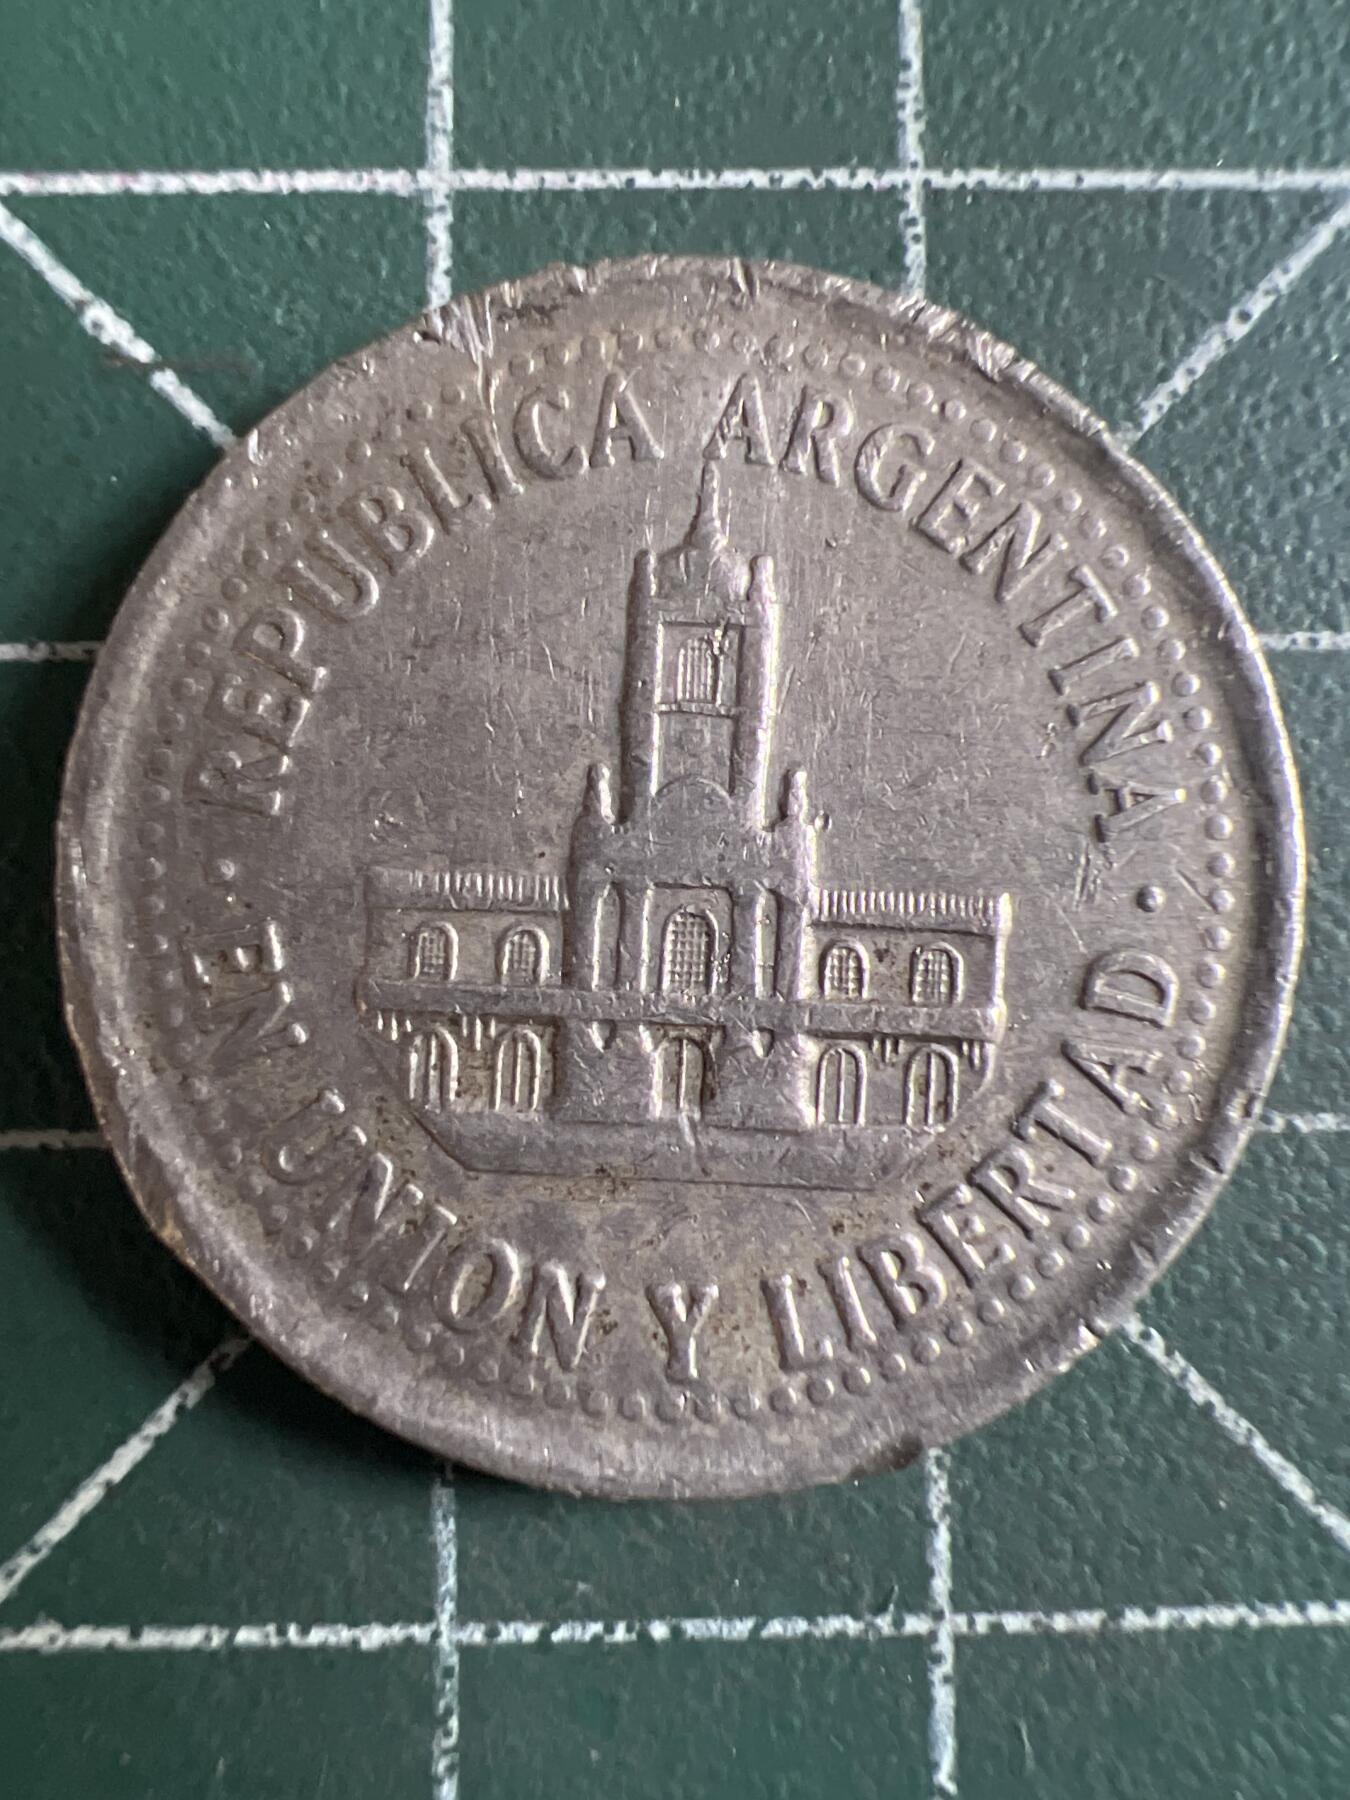 · REPUBLICA ARGENTINA ·
EN UNION Y LIBERTAD